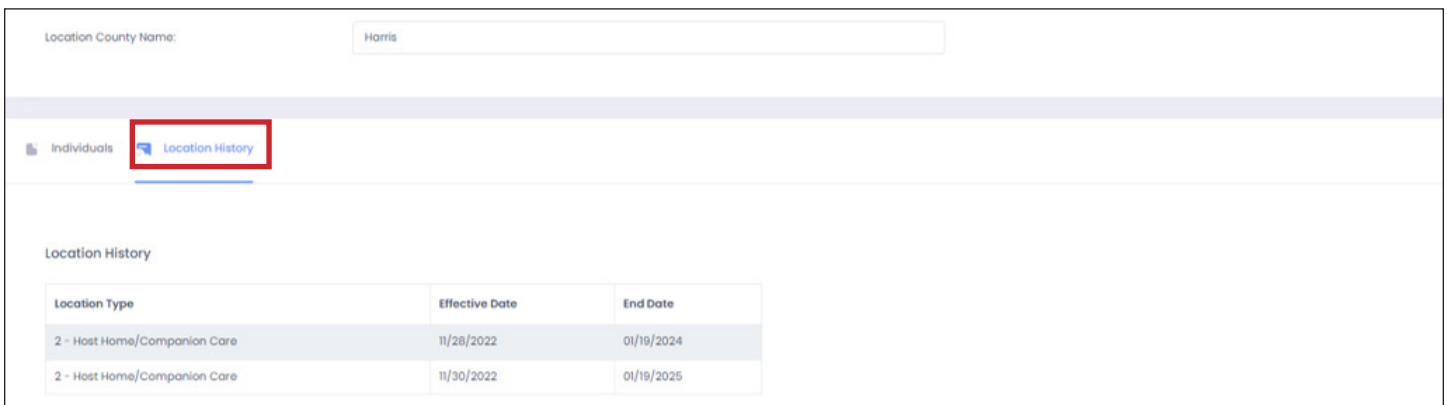 Location County Name: Harris
Individuals Location History
Location History
Location Type Effective Date End Date
2 - Host Home/Companion Care 11/28/2022 01/19/2024
2 - Host Home/Companion Care 11/30/2022 01/19/2025